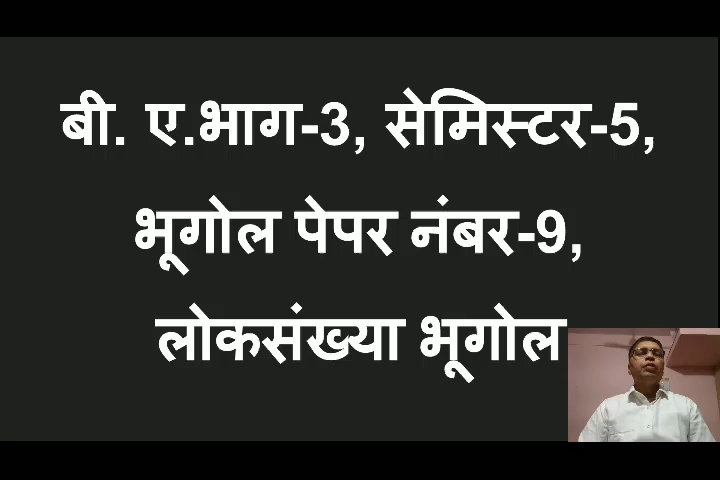 बी. ए.भाग-3, सेमिस्टर-5,
भूगोल पेपर नंबर-9,
लोकसंख्या भूगोल